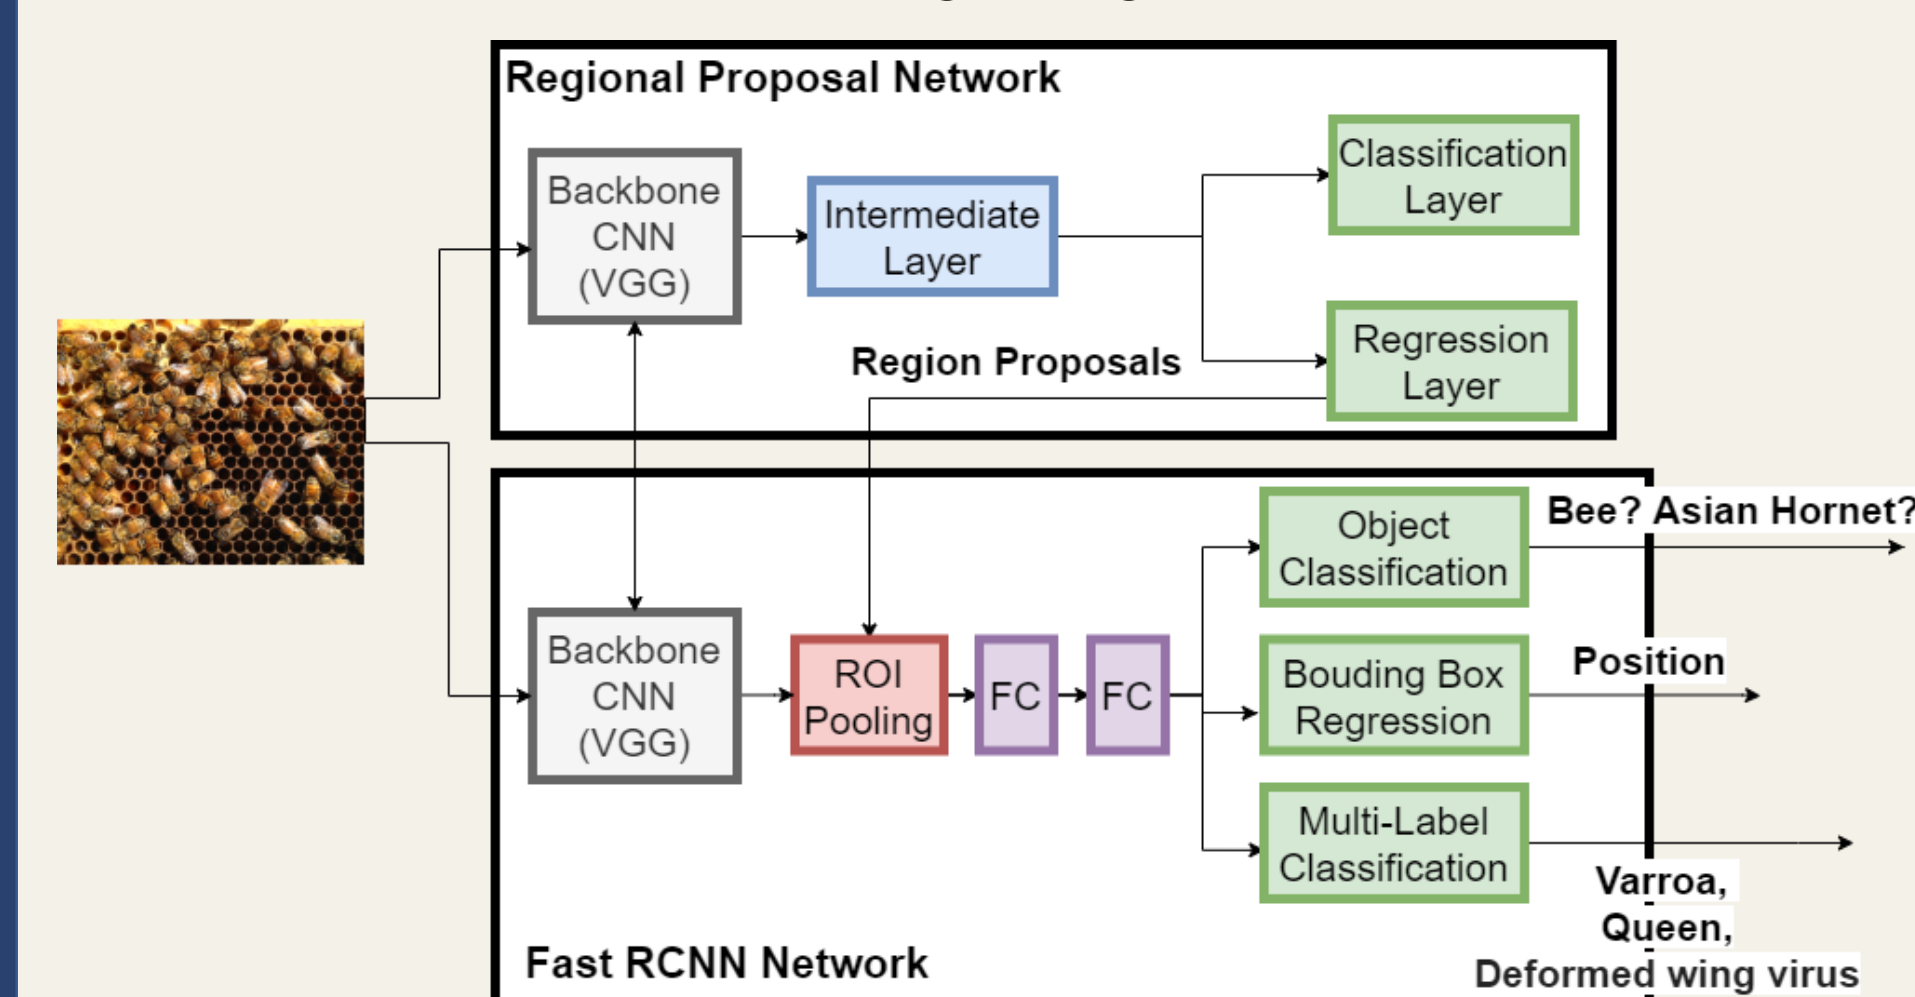 Regional Proposal Network
Backbone
CNN
(VGG)
Intermediate
Layer
Classification
Layer
Regression
Layer
Region Proposals
Backbone
CNN
(VGG)
ROI
Pooling
FC
FC
Object
Classification
Bee? Asian Hornet?
Bouding Box
Regression
Position
Multi-Label
Classification
Varroa,
Queen,
Deformed wing virus
Fast RCNN Network